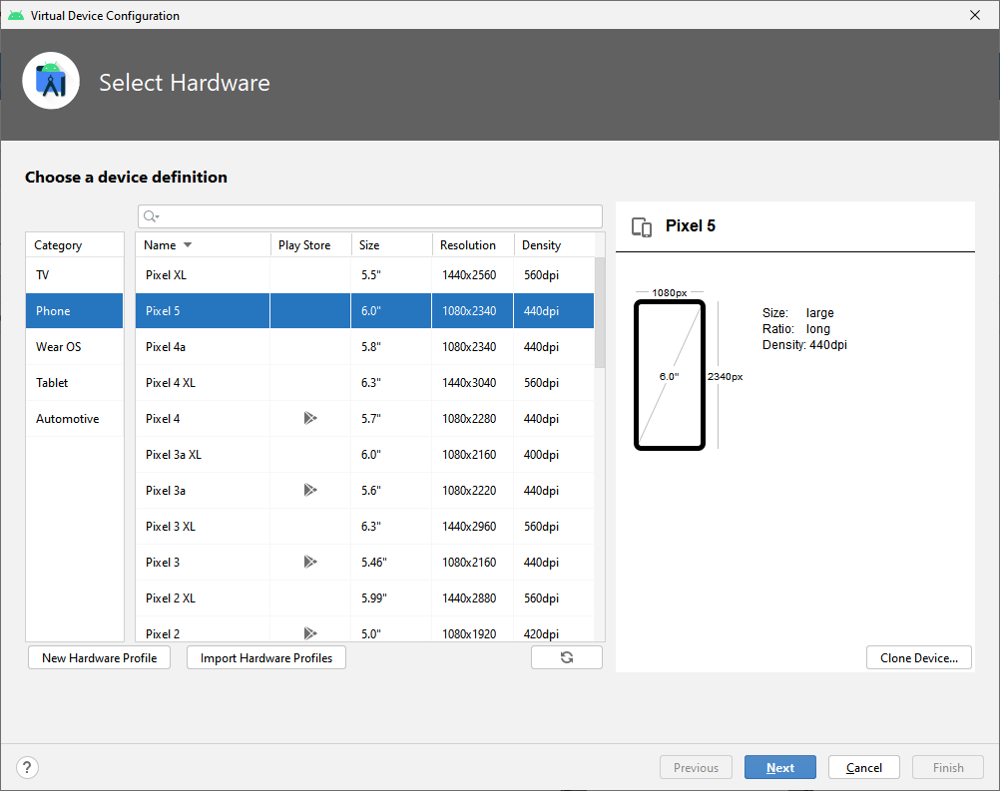 Virtual Device Configuration
Select Hardware
Choose a device definition
Category
TV
Phone
Wear OS
Tablet
Automotive
Name Play Store Size Resolution Density
Pixel XL 5.5" 1440x2560 560dpi
Pixel 5 6.0" 1080x2340 440dpi
Pixel 4a 5.8" 1080x2340 440dpi
Pixel 4 XL 6.3" 1440x3040 560dpi
Pixel 4 5.7" 1080x2280 440dpi
Pixel 3a XL 6.0" 1080x2160 400dpi
Pixel 3a 5.6" 1080x2220 440dpi
Pixel 3 XL 6.3" 1440x2960 560dpi
Pixel 3 5.46" 1080x2160 440dpi
Pixel 2 XL 5.99" 1440x2880 560dpi
Pixel 2 5.0" 1080x1920 420dpi
New Hardware Profile Import Hardware Profiles
Pixel 5
1080px
6.0"
2340px
Size: large
Ratio: long
Density: 440dpi
Clone Device...
? Previous Next Cancel Finish